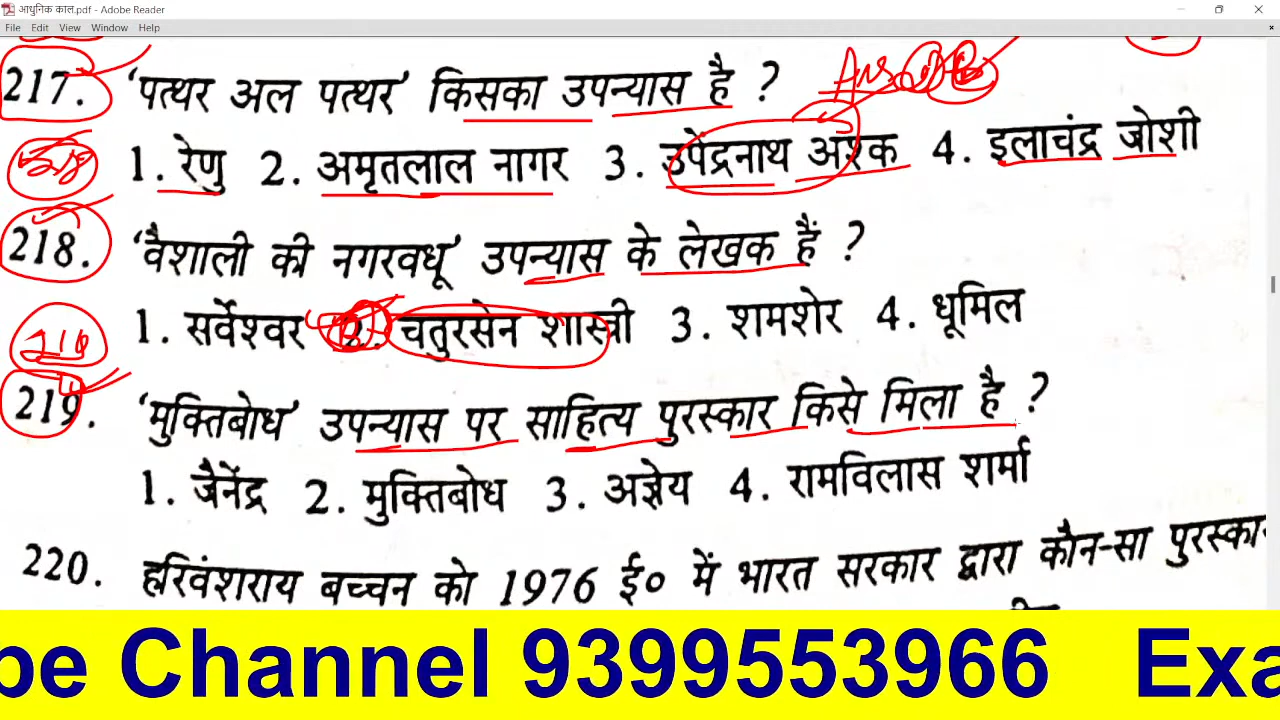 आधुनिक काल.pdf - Adobe Reader
File Edit View Window Help
217. 'पत्थर अल पत्थर' किसका उपन्यास है ? Ans
1. रेणु 2. अमृतलाल नागर 3. उपेंद्रनाथ अश्क 4. इलाचंद्र जोशी
218. 'वैशाली की नगरवधू' उपन्यास के लेखक हैं ?
1. सर्वेश्वर 2. चतुरसेन शास्त्री 3. शमशेर 4. धूमिल
219. 'मुक्तिबोध' उपन्यास पर साहित्य पुरस्कार किसे मिला है ?
1. जैनेंद्र 2. मुक्तिबोध 3. अज्ञेय 4. रामविलास शर्मा
220. हरिवंशराय बच्चन को 1976 ई० में भारत सरकार द्वारा कौन-सा पुरस्कार
be Channel 9399553966 Exa